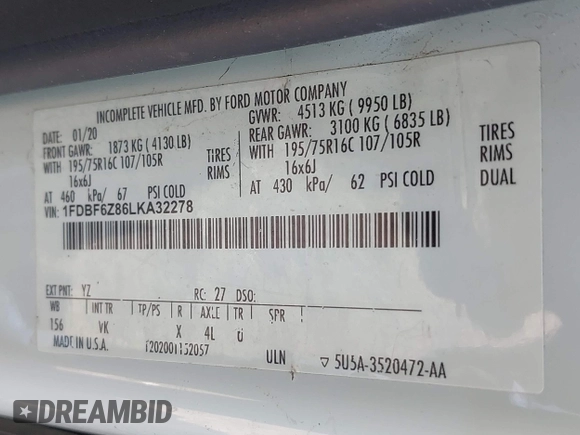 INCOMPLETE VEHICLE MFD. BY FORD MOTOR COMPANY
DATE: 01/20 GVWR: 4513 KG ( 9950 LB)
FRONT GAWR: 1873 KG ( 4130 LB) REAR GAWR: 3100 KG ( 6835 LB)
WITH 195/75R16C 107/105R TIRES WITH 195/75R16C 107/105R TIRES
16x6J RIMS 16x6J RIMS
AT 460 kPa/ 67 PSI COLD AT 430 kPa/ 62 PSI COLD DUAL
VIN: 1FDBF6Z86LKA32278
EXT PNT: YZ RC: 27 DSO:
WB INT TR TP/PS R AXLE TR SPR
156 VK X 4L
MADE IN U.S.A. ULN 5U5A-3520472-AA
DREAMBID